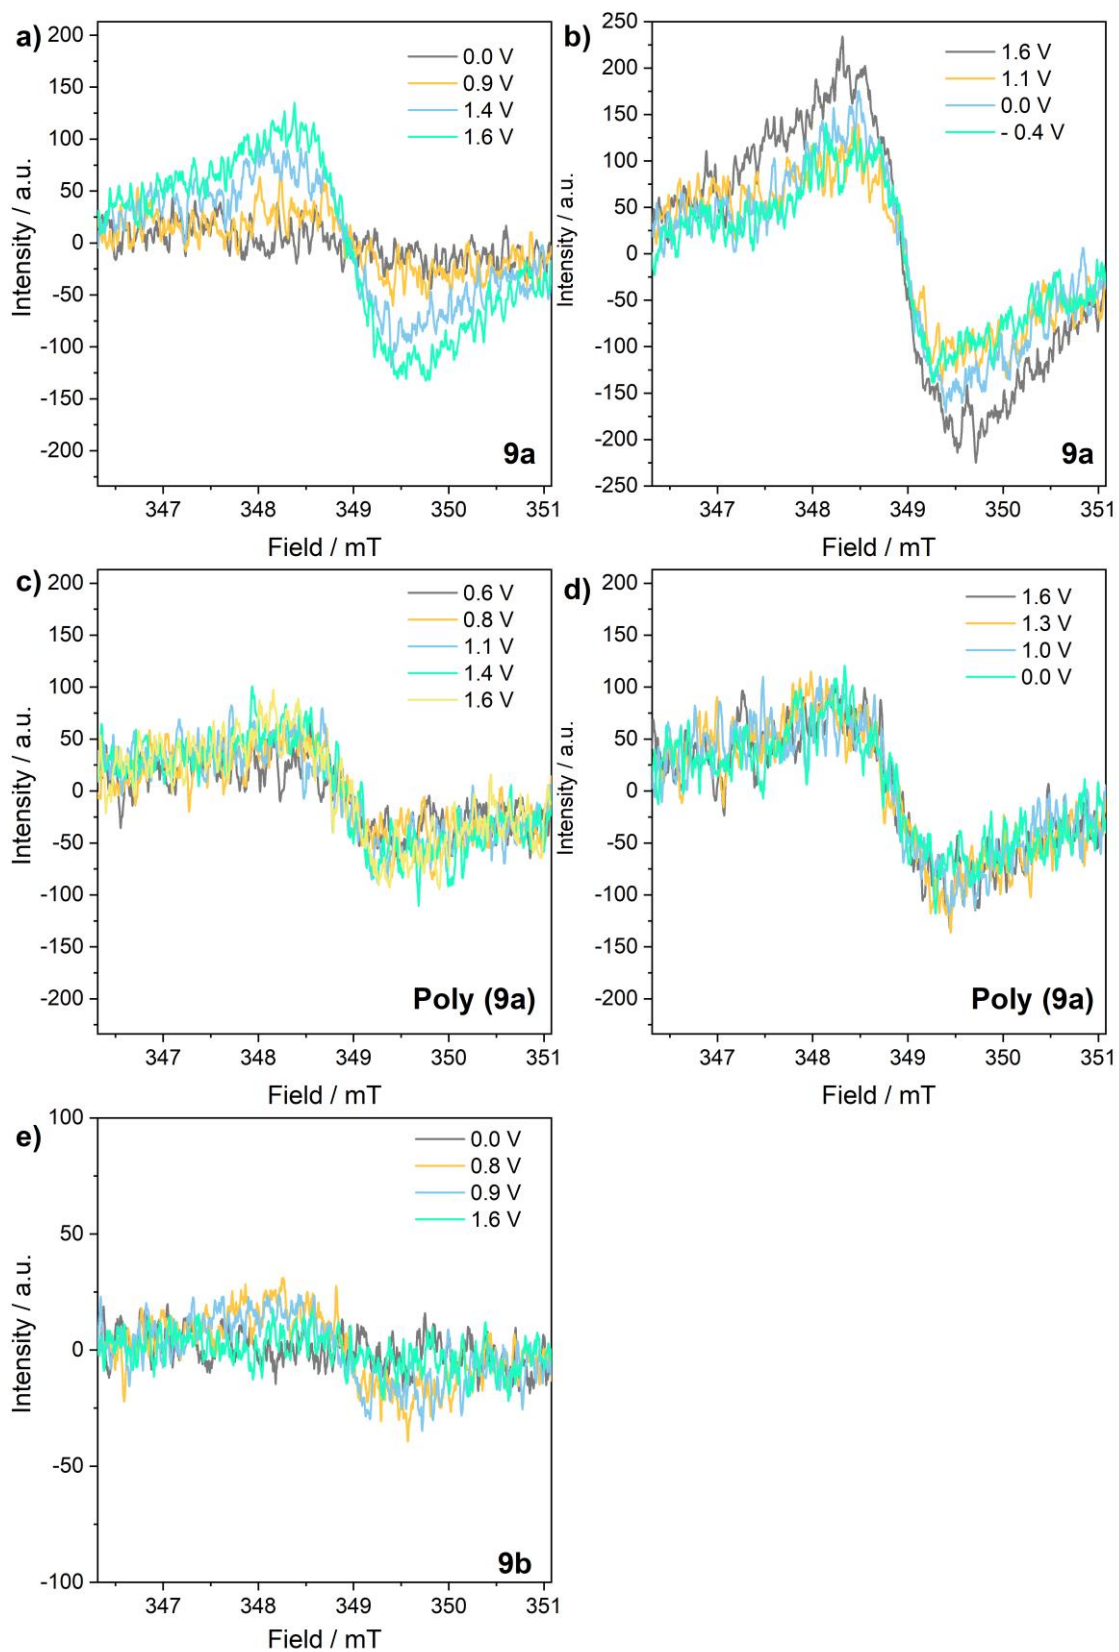 a)
200
150
100
50
0
-50
-100
-150
-200
Intensity / a.u.
0.0 V
0.9 V
1.4 V
1.6 V
9a
347 348 349 350 351
Field / mT
b)
250
200
150
100
50
0
-50
-100
-150
-200
-250
Intensity / a.u.
1.6 V
1.1 V
0.0 V
- 0.4 V
9a
347 348 349 350 351
Field / mT
c)
200
150
100
50
0
-50
-100
-150
-200
Intensity / a.u.
0.6 V
0.8 V
1.1 V
1.4 V
1.6 V
Poly (9a)
347 348 349 350 351
Field / mT
d)
200
150
100
50
0
-50
-100
-150
-200
Intensity / a.u.
1.6 V
1.3 V
1.0 V
0.0 V
Poly (9a)
347 348 349 350 351
Field / mT
e)
100
50
0
-50
-100
Intensity / a.u.
0.0 V
0.8 V
0.9 V
1.6 V
9b
347 348 349 350 351
Field / mT